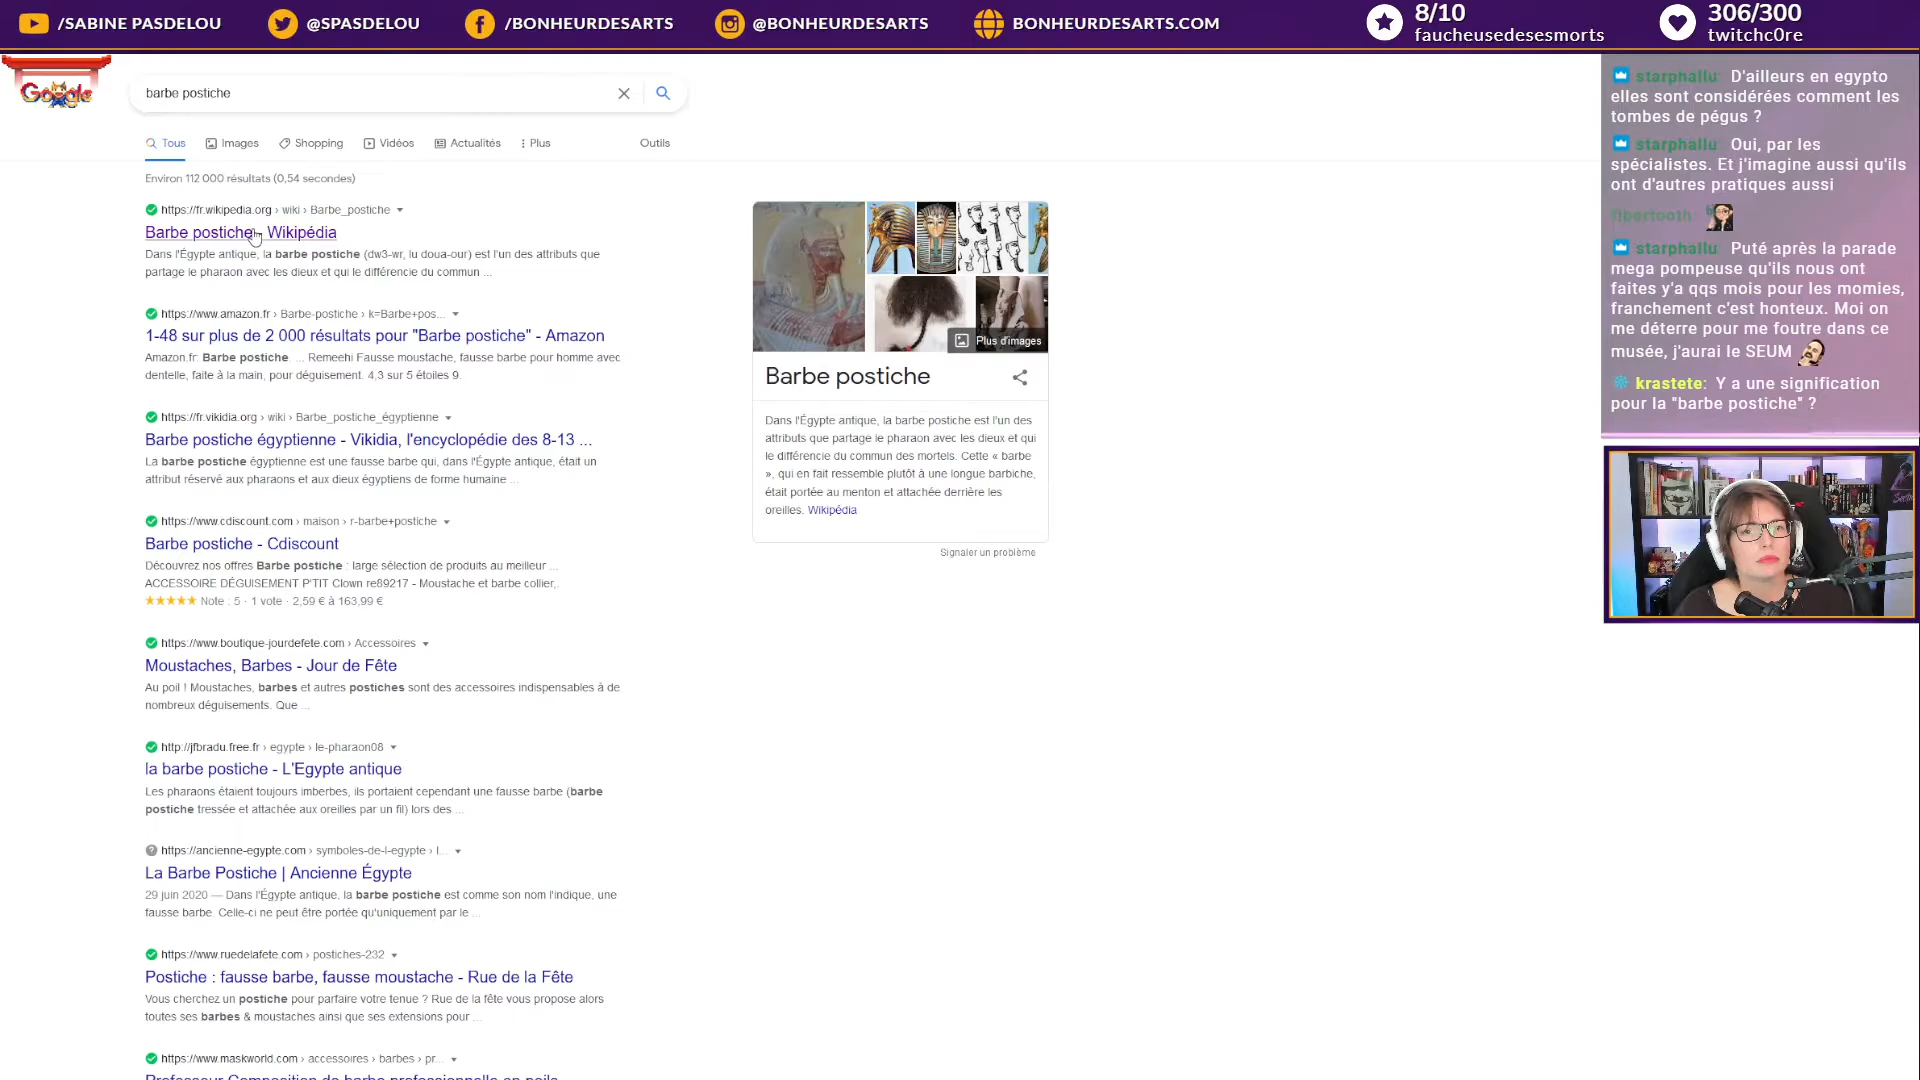 /SABINE PASDELOU
@SPASDELOU
/BONHEURDESARTS
@BONHEURDESARTS
BONHEURDESARTS.COM
8/10
faucheusedesesmorts
306/300
twitchc0re
Google
barbe postiche
Tous
Images
Shopping
Vidéos
Actualités
Plus
Outils
Environ 112 000 résultats (0,54 secondes)
https://fr.wikipedia.org › wiki › Barbe_postiche
Barbe postiche - Wikipédia
Dans l'Égypte antique, la barbe postiche (dw3-wr, lu doua-our) est l'un des attributs que
partage le pharaon avec les dieux et qui le différencie du commun ...
https://www.amazon.fr › Barbe-postiche › k=Barbe+pos...
1-48 sur plus de 2 000 résultats pour "Barbe postiche" - Amazon
Amazon.fr: Barbe postiche. ... Remeehi Fausse moustache, fausse barbe pour homme avec
dentelle, faite à la main, pour déguisement. 4,3 sur 5 étoiles 9.
https://fr.vikidia.org › wiki › Barbe_postiche_égyptienne
Barbe postiche égyptienne - Vikidia, l'encyclopédie des 8-13 ...
La barbe postiche égyptienne est une fausse barbe qui, dans l'Égypte antique, était un
attribut réservé aux pharaons et aux dieux égyptiens de forme humaine ...
https://www.cdiscount.com › maison › r-barbe+postiche
Barbe postiche - Cdiscount
Découvrez nos offres Barbe postiche : large sélection de produits au meilleur ...
ACCESSOIRE DÉGUISEMENT P'TIT Clown re89217 - Moustache et barbe collier,.
Note : 5 · 1 vote · 2,59 € à 163,99 €
https://www.boutique-jourdefete.com › Accessoires
Moustaches, Barbes - Jour de Fête
Au poil ! Moustaches, barbes et autres postiches sont des accessoires indispensables à de
nombreux déguisements. Que ...
http://jfbradu.free.fr › egypte › le-pharaon08
la barbe postiche - L'Egypte antique
Les pharaons étaient toujours imberbes, ils portaient cependant une fausse barbe (barbe
postiche tressée et attachée aux oreilles par un fil) lors des ...
https://ancienne-egypte.com › symboles-de-l-egypte › l...
La Barbe Postiche | Ancienne Égypte
29 juin 2020 — Dans l'Égypte antique, la barbe postiche est comme son nom l'indique, une
fausse barbe. Celle-ci ne peut être portée qu'uniquement par le ...
https://www.ruedelafete.com › postiches-232
Postiche : fausse barbe, fausse moustache - Rue de la Fête
Vous cherchez un postiche pour parfaire votre tenue ? Rue de la fête vous propose alors
toutes ses barbes & moustaches ainsi que ses extensions pour ...
https://www.maskworld.com › accessoires › barbes › pr...
Professeur Composition de barbe professionnelle en poils
Plus d'images
Barbe postiche
Dans l'Égypte antique, la barbe postiche est l'un des
attributs que partage le pharaon avec les dieux et qui
le différencie du commun des mortels. Cette « barbe
», qui en fait ressemble plutôt à une longue barbiche,
était portée au menton et attachée derrière les
oreilles. Wikipédia
Signaler un problème
starphallu: D'ailleurs en egypto
elles sont considérées comment les
tombes de pégus ?
starphallu: Oui, par les
spécialistes. Et j'imagine aussi qu'ils
ont d'autres pratiques aussi
fibertooth:
starphallu: Puté après la parade
mega pompeuse qu'ils nous ont
faites y'a qqs mois pour les momies,
franchement c'est honteux. Moi on
me déterre pour me foutre dans ce
musée, j'aurai le SEUM
krastete: Y a une signification
pour la "barbe postiche" ?